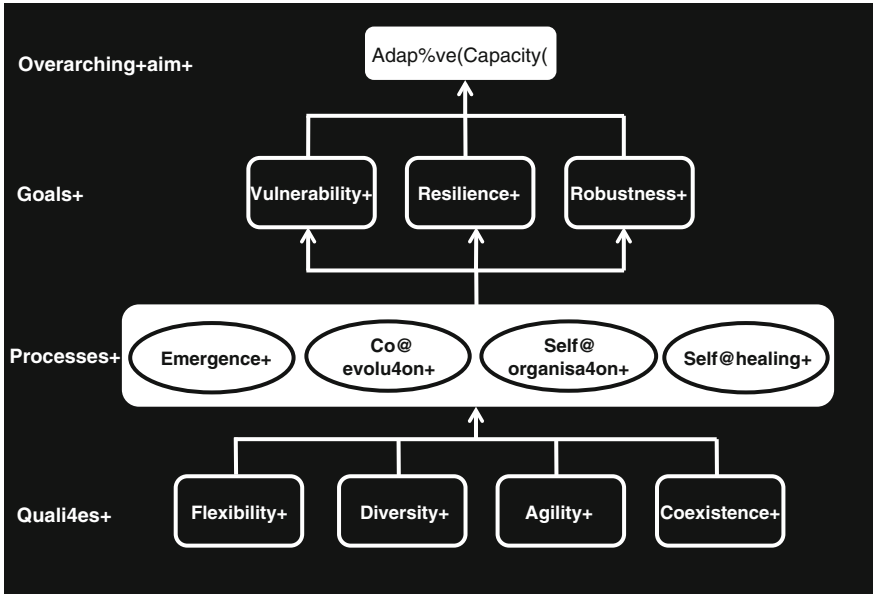 Overarching+aim+
Adap%ve(Capacity(
Goals+
Vulnerability+
Resilience+
Robustness+
Processes+
Emergence+
Co@
evolu4on+
Self@
organisa4on+
Self@healing+
Quali4es+
Flexibility+
Diversity+
Agility+
Coexistence+